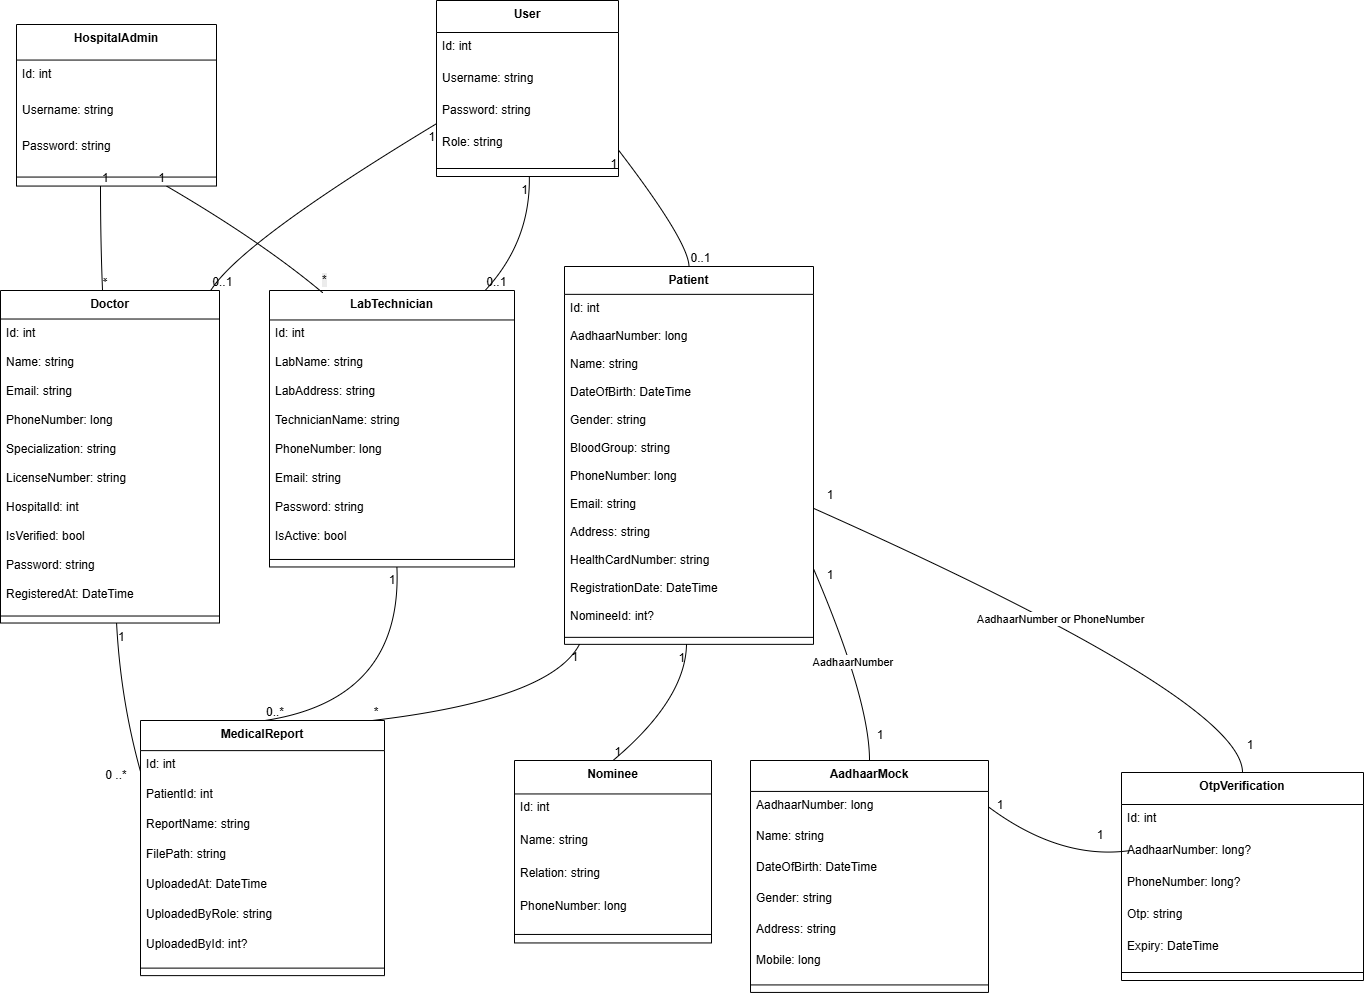 HospitalAdmin
Id: int
Username: string
Password: string
1
1
User
Id: int
Username: string
Password: string
Role: string
1
1
1
*
0..1
*
0..1
0..1
Doctor
Id: int
Name: string
Email: string
PhoneNumber: long
Specialization: string
LicenseNumber: string
HospitalId: int
IsVerified: bool
Password: string
RegisteredAt: DateTime
1
LabTechnician
Id: int
LabName: string
LabAddress: string
TechnicianName: string
PhoneNumber: long
Email: string
Password: string
IsActive: bool
1
Patient
Id: int
AadhaarNumber: long
Name: string
DateOfBirth: DateTime
Gender: string
BloodGroup: string
PhoneNumber: long
Email: string
Address: string
HealthCardNumber: string
RegistrationDate: DateTime
NomineeId: int?
1
1
1
1
AadhaarNumber or PhoneNumber
AadhaarNumber
0 ..*
0..*
*
1
1
1
MedicalReport
Id: int
PatientId: int
ReportName: string
FilePath: string
UploadedAt: DateTime
UploadedByRole: string
UploadedById: int?
Nominee
Id: int
Name: string
Relation: string
PhoneNumber: long
AadhaarMock
AadhaarNumber: long
Name: string
DateOfBirth: DateTime
Gender: string
Address: string
Mobile: long
1
1
OtpVerification
Id: int
AadhaarNumber: long?
PhoneNumber: long?
Otp: string
Expiry: DateTime